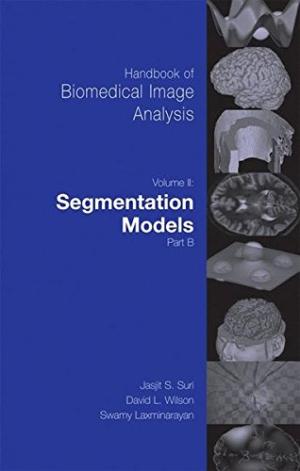 Handbook of
Biomedical Image
Analysis
Volume II:
Segmentation
Models
Part B
Jasjit S. Suri
David L. Wilson
Swamy Laxminarayan